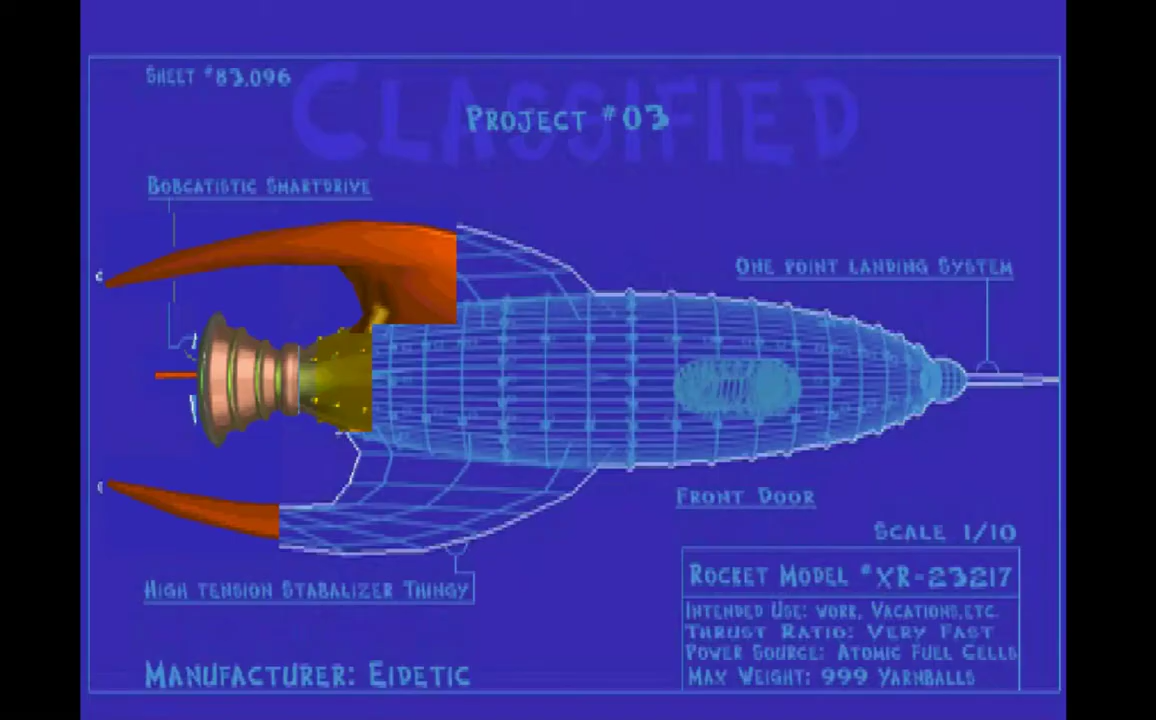 Sheet #83,096
Classified
Project #03
Bobcatistic Smartdrive
One point landing System
Front Door
Scale 1/10
High tension Stabalizer Thingy
Rocket Model #XR-23217
Intended Use: work, Vacations,etc.
Thrust Ratio: Very Fast
Power Source: Atomic Full Cells
Max Weight: 999 Yarnballs
Manufacturer: Eidetic